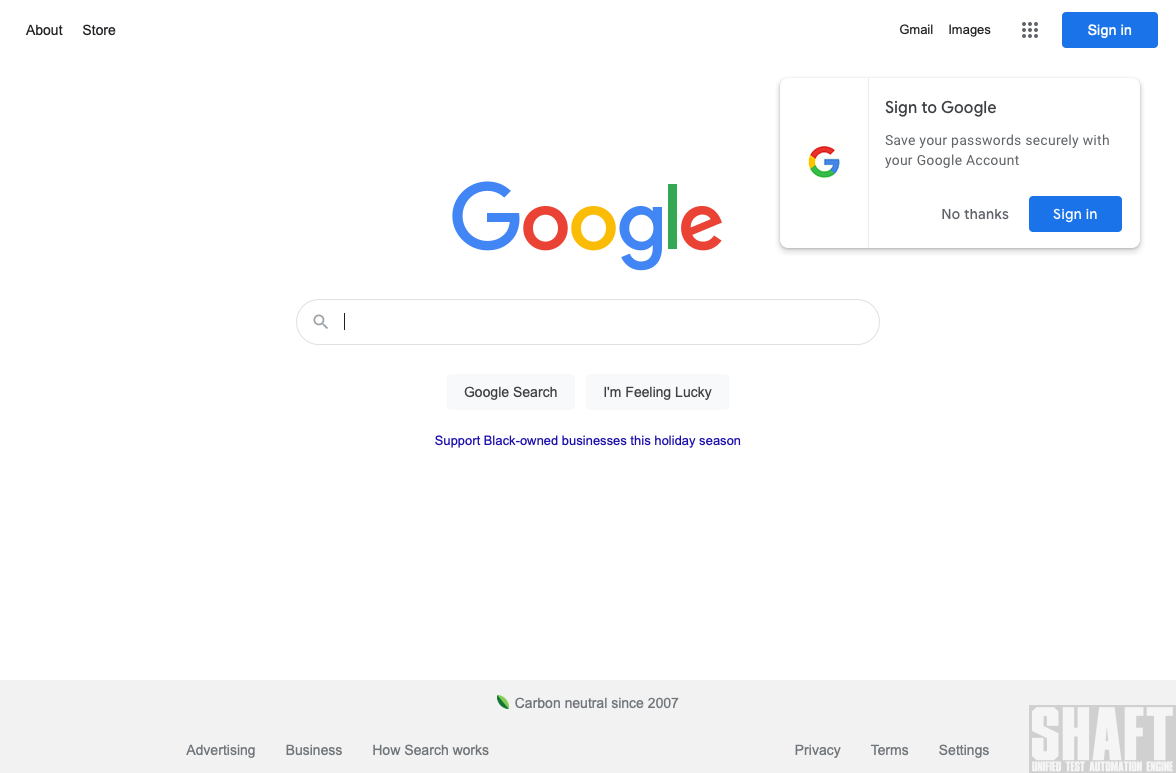 About Store
Gmail Images
Sign in
Sign to Google
Save your passwords securely with
your Google Account
No thanks
Sign in
Google
Google Search
I'm Feeling Lucky
Support Black-owned businesses this holiday season
Carbon neutral since 2007
Advertising Business How Search works
Privacy Terms Settings
SHAFT
UNIFIED TEST AUTOMATION ENGINE